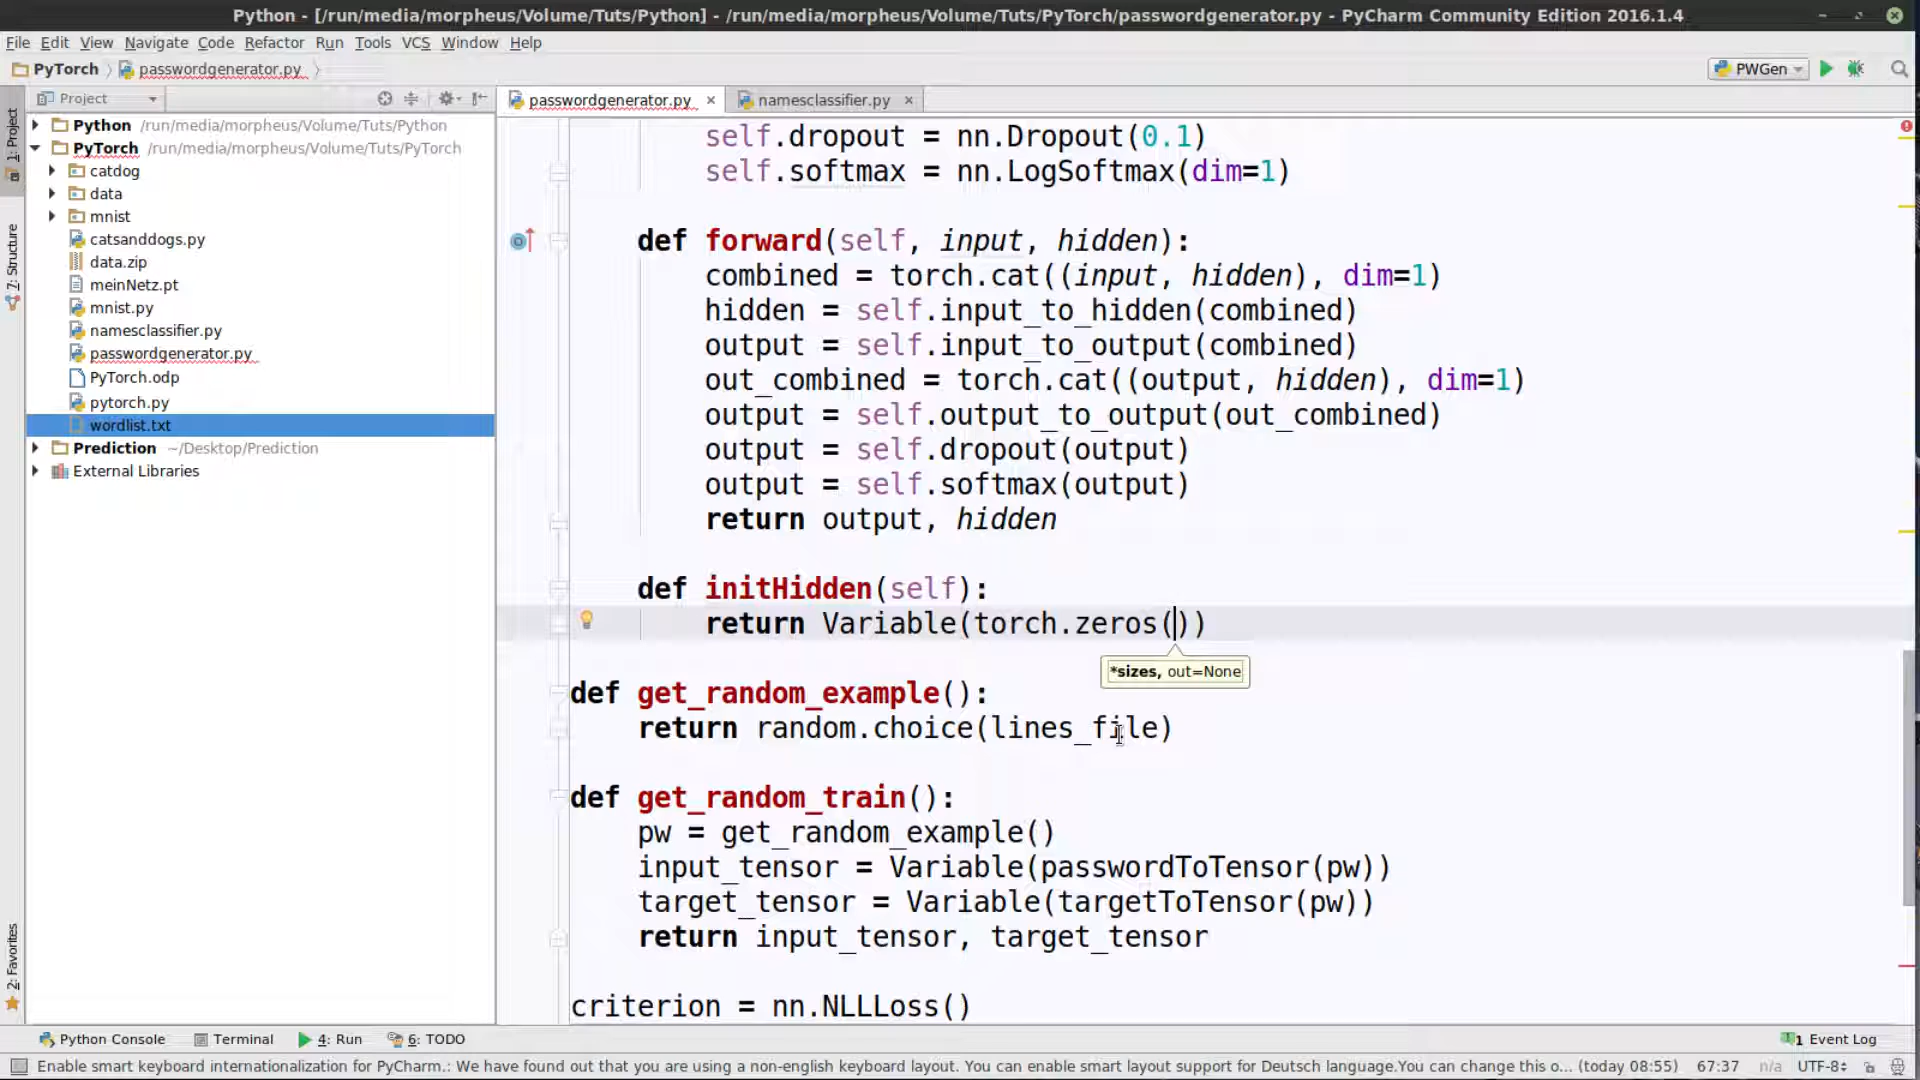 Python - [/run/media/morpheus/Volume/Tuts/Python] - /run/media/morpheus/Volume/Tuts/PyTorch/passwordgenerator.py - PyCharm Community Edition 2016.1.4
File Edit View Navigate Code Refactor Run Tools VCS Window Help
PyTorch passwordgenerator.py
PWGen
Project
passwordgenerator.py
namesclassifier.py
1: Project
7: Structure
2: Favorites
Python /run/media/morpheus/Volume/Tuts/Python
PyTorch /run/media/morpheus/Volume/Tuts/PyTorch
catdog
data
mnist
catsanddogs.py
data.zip
meinNetz.pt
mnist.py
namesclassifier.py
passwordgenerator.py
PyTorch.odp
pytorch.py
wordlist.txt
Prediction ~/Desktop/Prediction
External Libraries
self.dropout = nn.Dropout(0.1)
self.softmax = nn.LogSoftmax(dim=1)
def forward(self, input, hidden):
combined = torch.cat((input, hidden), dim=1)
hidden = self.input_to_hidden(combined)
output = self.input_to_output(combined)
out_combined = torch.cat((output, hidden), dim=1)
output = self.output_to_output(out_combined)
output = self.dropout(output)
output = self.softmax(output)
return output, hidden
def initHidden(self):
return Variable(torch.zeros())
*sizes, out=None
def get_random_example():
return random.choice(lines_file)
def get_random_train():
pw = get_random_example()
input_tensor = Variable(passwordToTensor(pw))
target_tensor = Variable(targetToTensor(pw))
return input_tensor, target_tensor
criterion = nn.NLLLoss()
Python Console Terminal 4: Run 6: TODO 1 Event Log
Enable smart keyboard internationalization for PyCharm.: We have found out that you are using a non-english keyboard layout. You can enable smart layout support for Deutsch language.You can change this o... (today 08:55) 67:37 n/a UTF-8